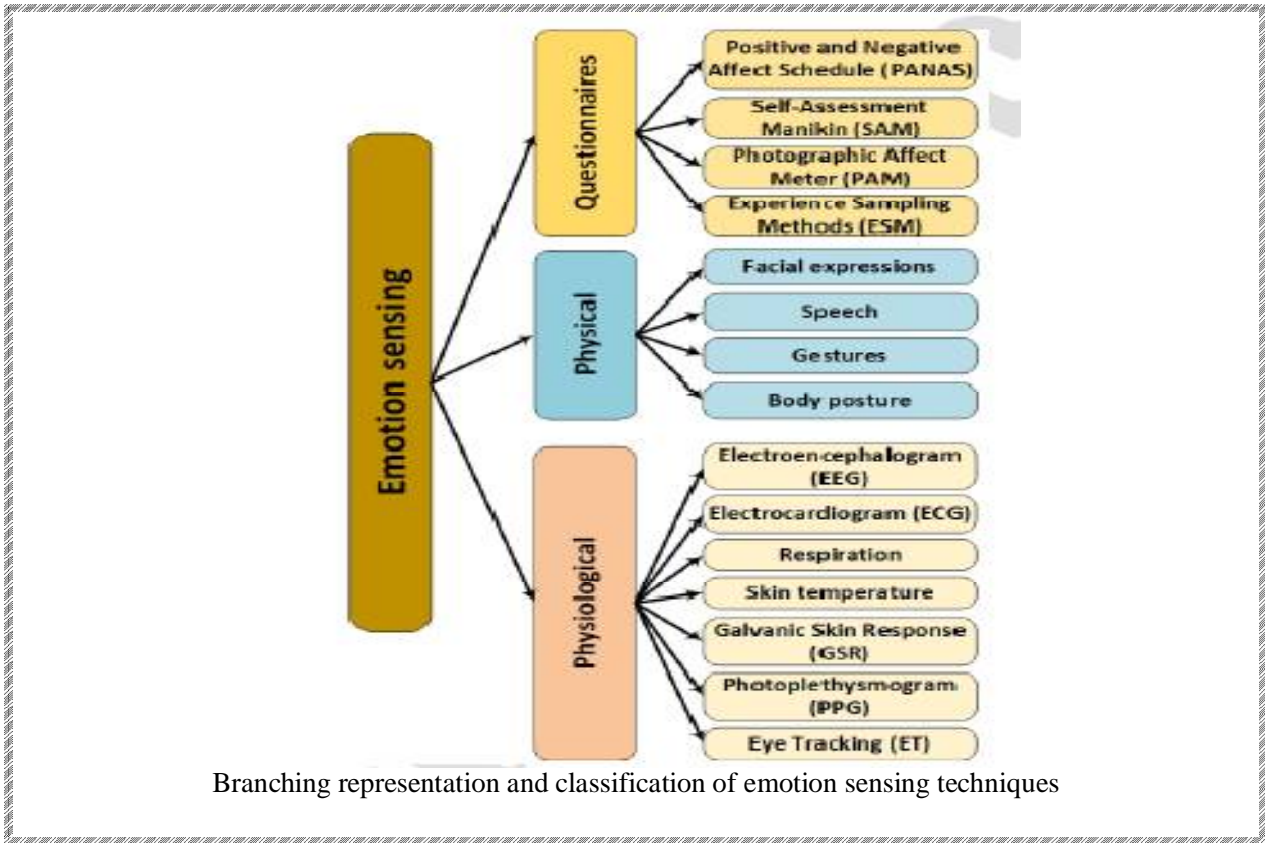 Emotion sensing
Questionnaires
Positive and Negative
Affect Schedule (PANAS)
Self-Assessment
Manikin (SAM)
Photographic Affect
Meter (PAM)
Experience Sampling
Methods (ESM)
Physical
Facial expressions
Speech
Gestures
Body posture
Physiological
Electroencephalogram
(EEG)
Electrocardiogram (ECG)
Respiration
Skin temperature
Galvanic Skin Response
(GSR)
Photoplethysmogram
(PPG)
Eye Tracking (ET)
Branching representation and classification of emotion sensing techniques